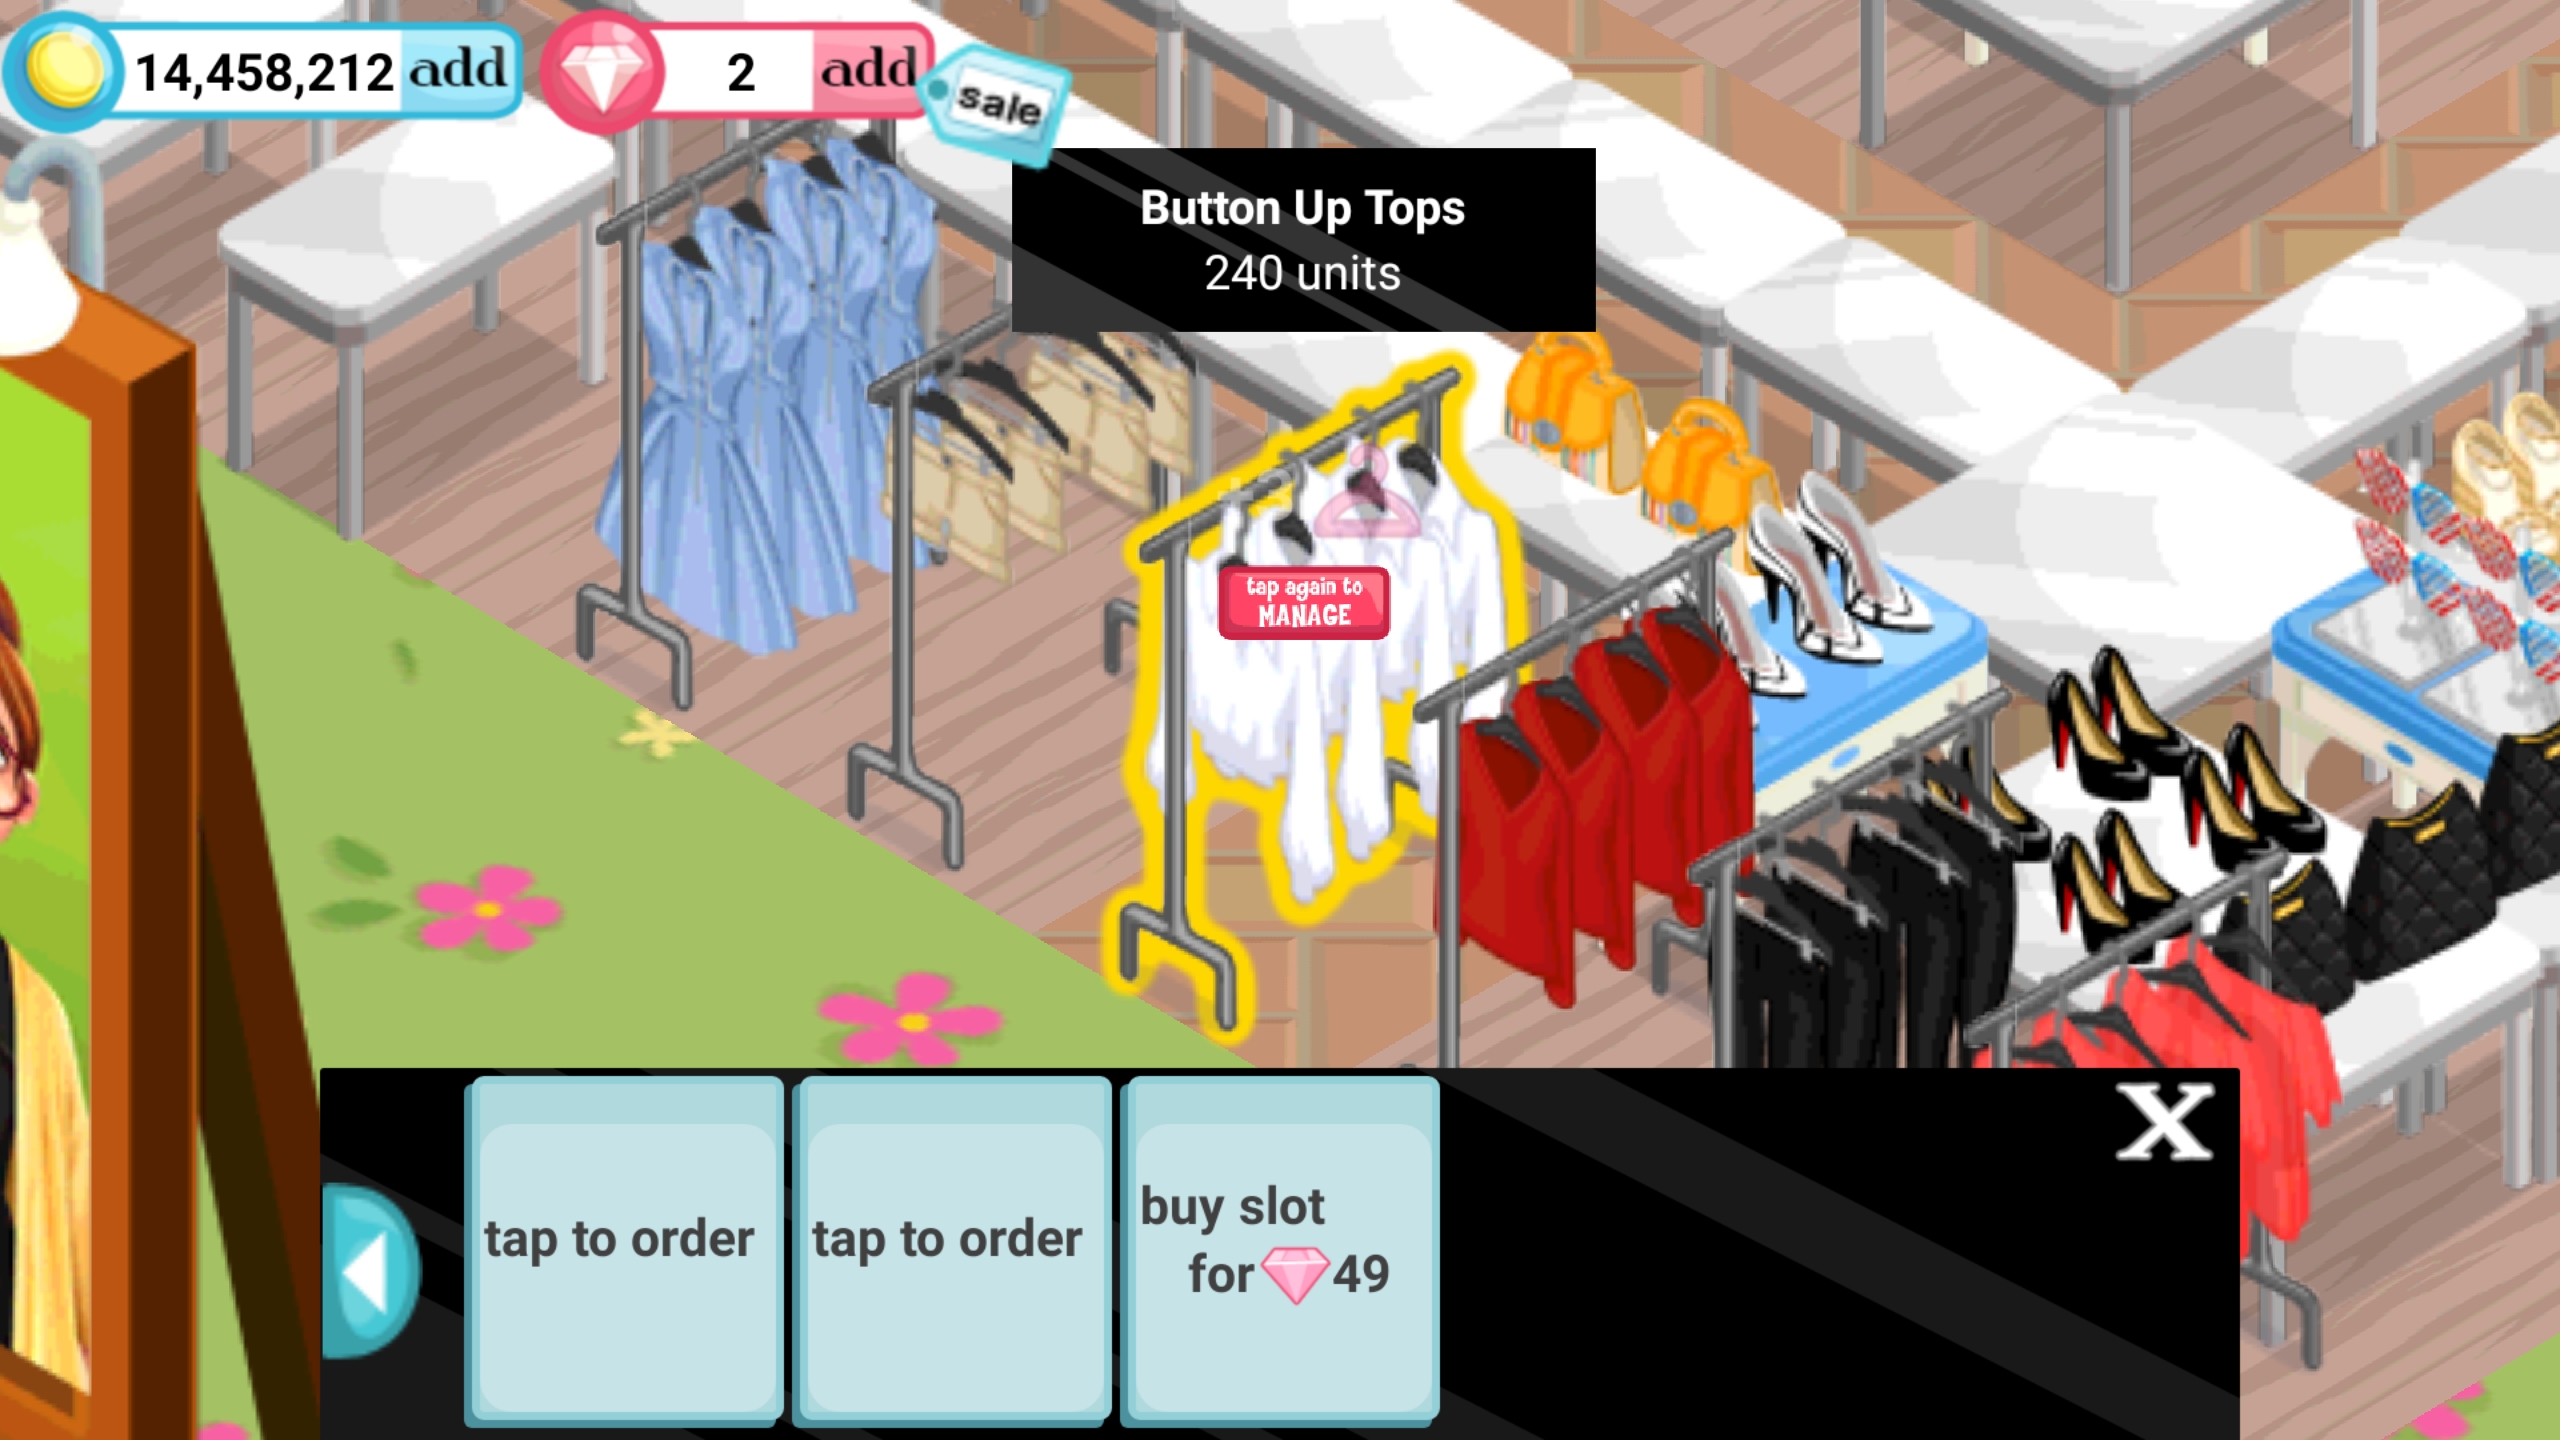 14,458,212 add
2 add
sale
Button Up Tops
240 units
tap again to
MANAGE
X
tap to order
tap to order
buy slot
for 49